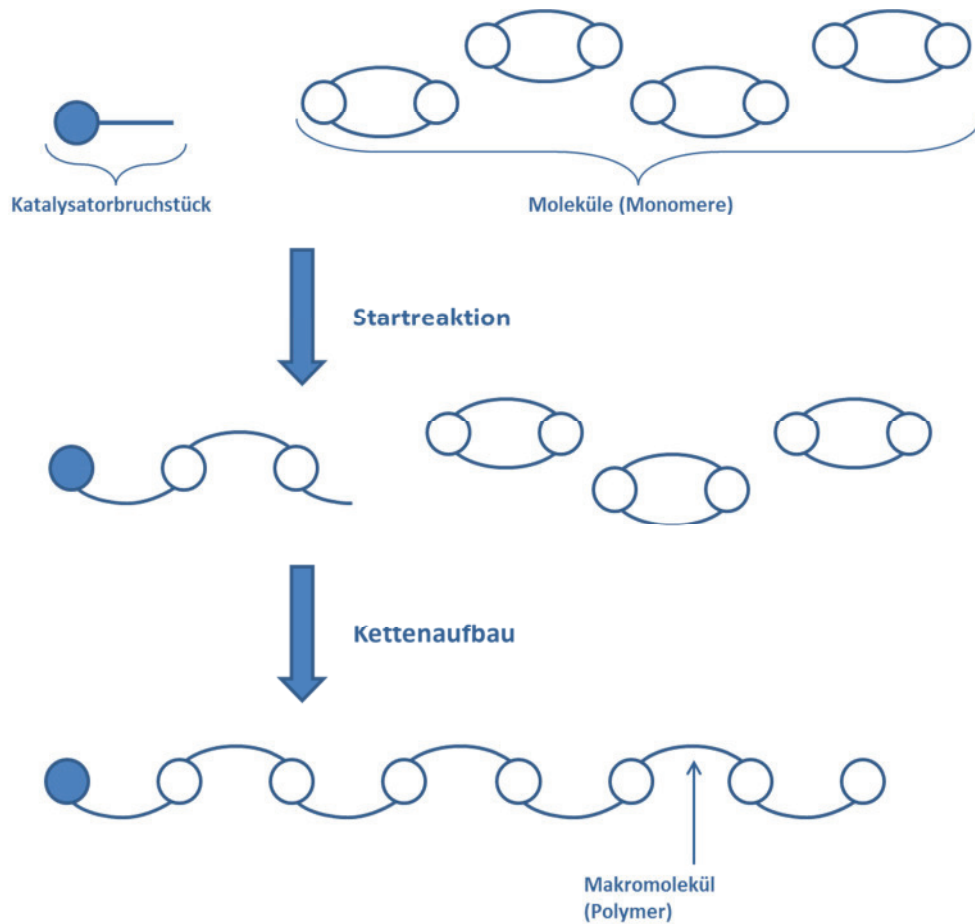 Katalysatorbruchstück
Moleküle (Monomere)
Startreaktion
Kettenaufbau
Makromolekül
(Polymer)